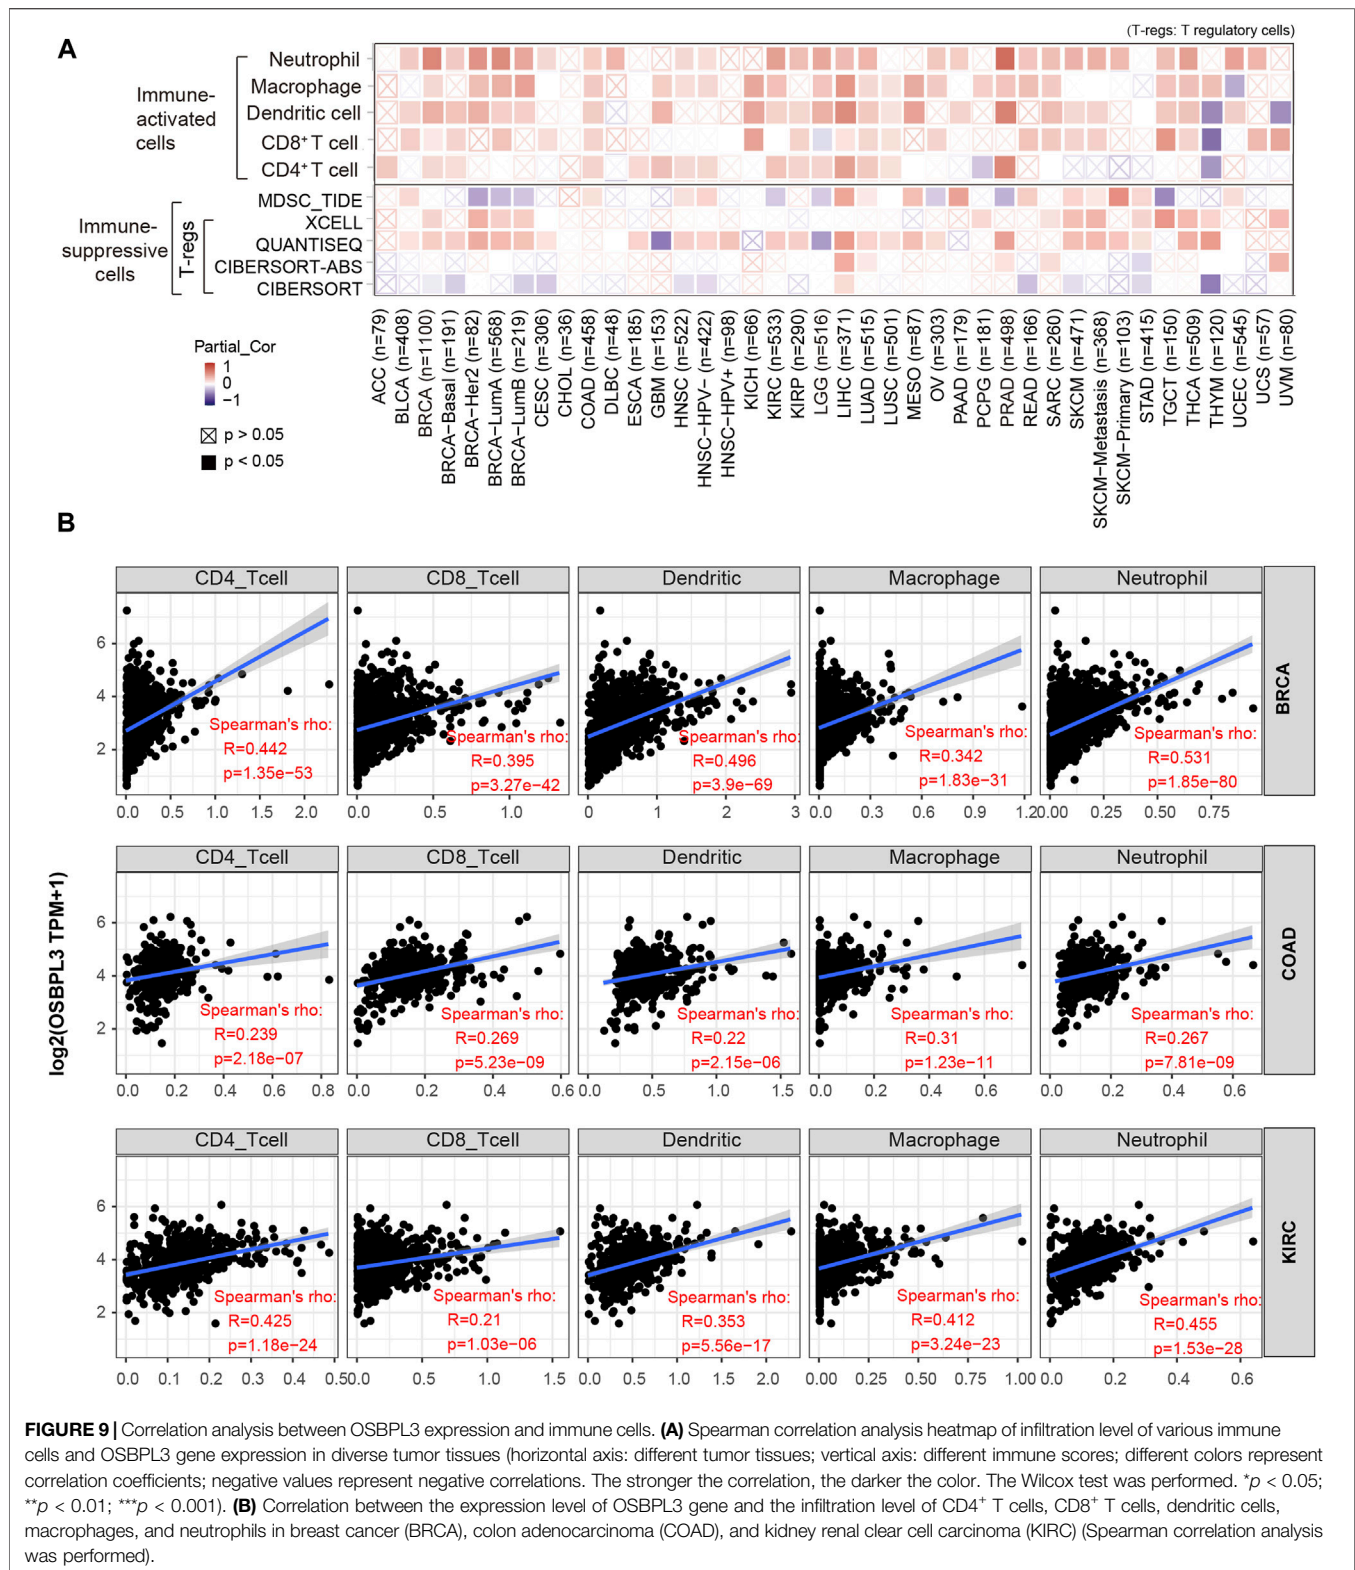 (T-regs: T regulatory cells)
A
Immune-
activated
cells
Neutrophil
Macrophage
Dendritic cell
CD8⁺ T cell
CD4⁺ T cell
Immune-
suppressive
cells
T-regs
MDSC_TIDE
XCELL
QUANTISEQ
CIBERSORT-ABS
CIBERSORT
Partial_Cor
1
0
−1
p > 0.05
p < 0.05
ACC (n=79)
BLCA (n=408)
BRCA (n=1100)
BRCA−Basal (n=191)
BRCA−Her2 (n=82)
BRCA−LumA (n=568)
BRCA−LumB (n=219)
CESC (n=306)
CHOL (n=36)
COAD (n=458)
DLBC (n=48)
ESCA (n=185)
GBM (n=153)
HNSC (n=522)
HNSC−HPV− (n=422)
HNSC−HPV+ (n=98)
KICH (n=66)
KIRC (n=533)
KIRP (n=290)
LGG (n=516)
LIHC (n=371)
LUAD (n=515)
LUSC (n=501)
MESO (n=87)
OV (n=303)
PAAD (n=179)
PCPG (n=181)
PRAD (n=498)
READ (n=166)
SARC (n=260)
SKCM (n=471)
SKCM−Metastasis (n=368)
SKCM−Primary (n=103)
STAD (n=415)
TGCT (n=150)
THCA (n=509)
THYM (n=120)
UCEC (n=545)
UCS (n=57)
UVM (n=80)
B
log2(OSBPL3 TPM+1)
CD4_Tcell CD8_Tcell Dendritic Macrophage Neutrophil
BRCA
6
4
2
Spearman's rho:
R=0.442
p=1.35e−53
Spearman's rho:
R=0.395
p=3.27e−42
Spearman's rho:
R=0.496
p=3.9e−69
Spearman's rho:
R=0.342
p=1.83e−31
Spearman's rho:
R=0.531
p=1.85e−80
0.0 0.5 1.0 1.5 2.0 0.0 0.5 1.0 0 1 2 3 0.0 0.3 0.6 0.9 1.2 0.00 0.25 0.50 0.75
CD4_Tcell CD8_Tcell Dendritic Macrophage Neutrophil
COAD
6
4
2
Spearman's rho:
R=0.239
p=2.18e−07
Spearman's rho:
R=0.269
p=5.23e−09
Spearman's rho:
R=0.22
p=2.15e−06
Spearman's rho:
R=0.31
p=1.23e−11
Spearman's rho:
R=0.267
p=7.81e−09
0.0 0.2 0.4 0.6 0.8 0.0 0.2 0.4 0.6 0.0 0.5 1.0 1.5 0.0 0.2 0.4 0.6 0.0 0.2 0.4 0.6
CD4_Tcell CD8_Tcell Dendritic Macrophage Neutrophil
KIRC
6
4
2
Spearman's rho:
R=0.425
p=1.18e−24
Spearman's rho:
R=0.21
p=1.03e−06
Spearman's rho:
R=0.353
p=5.56e−17
Spearman's rho:
R=0.412
p=3.24e−23
Spearman's rho:
R=0.455
p=1.53e−28
0.0 0.1 0.2 0.3 0.4 0.5 0.0 0.5 1.0 1.5 0.0 0.5 1.0 1.5 2.0 0.00 0.25 0.50 0.75 1.00 0.0 0.2 0.4 0.6
FIGURE 9 | Correlation analysis between OSBPL3 expression and immune cells. (A) Spearman correlation analysis heatmap of infiltration level of various immune
cells and OSBPL3 gene expression in diverse tumor tissues (horizontal axis: different tumor tissues; vertical axis: different immune scores; different colors represent
correlation coefficients; negative values represent negative correlations. The stronger the correlation, the darker the color. The Wilcox test was performed. *p < 0.05;
**p < 0.01; ***p < 0.001). (B) Correlation between the expression level of OSBPL3 gene and the infiltration level of CD4⁺ T cells, CD8⁺ T cells, dendritic cells,
macrophages, and neutrophils in breast cancer (BRCA), colon adenocarcinoma (COAD), and kidney renal clear cell carcinoma (KIRC) (Spearman correlation analysis
was performed).